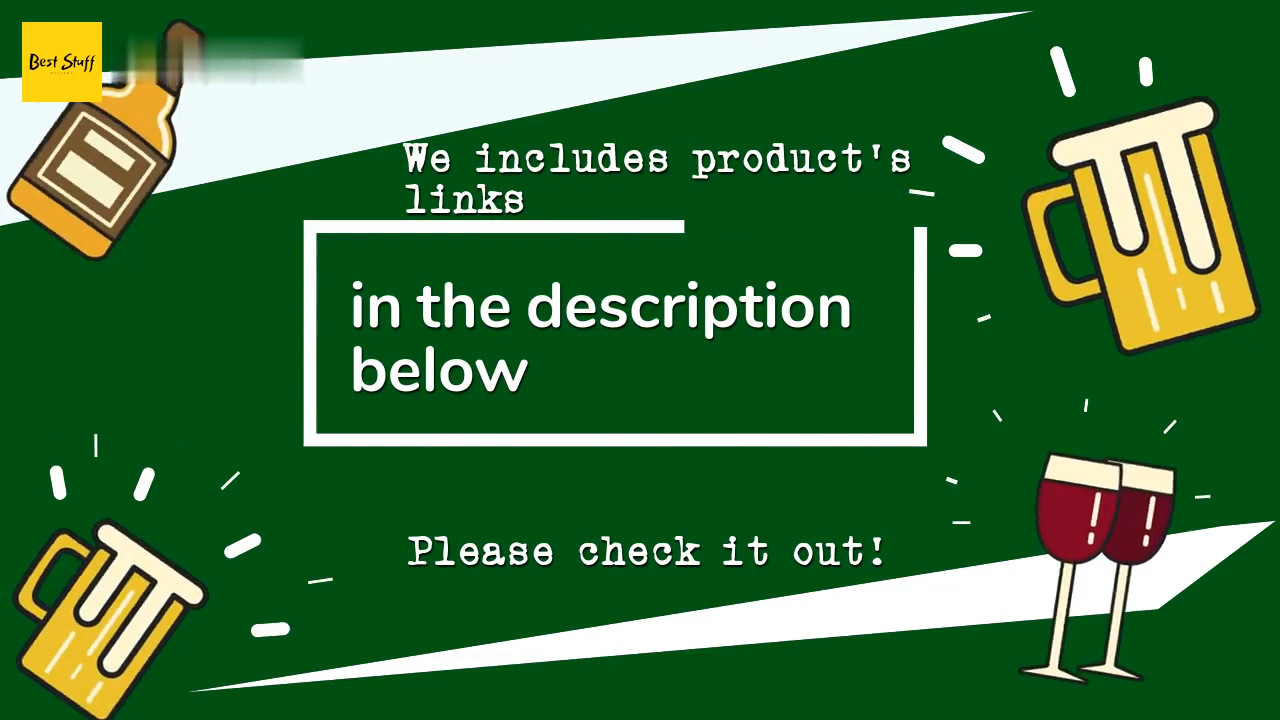 Best Stuff
We includes product's
links
in the description
below
Please check it out!